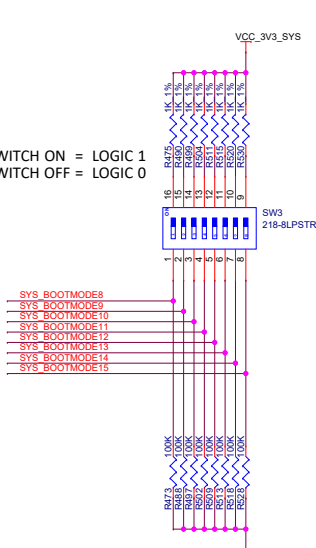 VCC_3V3_SYS
1K 1%
1K 1%
1K 1%
1K 1%
1K 1%
1K 1%
1K 1%
1K 1%
R475
R490
R499
R504
R511
R515
R520
R530
WITCH ON = LOGIC 1
WITCH OFF = LOGIC 0
16
15
14
13
12
11
10
9
ON
SW3
218-8LPSTR
1
2
3
4
5
6
7
8
SYS_BOOTMODE8
SYS_BOOTMODE9
SYS_BOOTMODE10
SYS_BOOTMODE11
SYS_BOOTMODE12
SYS_BOOTMODE13
SYS_BOOTMODE14
SYS_BOOTMODE15
100K
100K
100K
100K
100K
100K
100K
100K
R473
R488
R497
R502
R509
R513
R518
R528